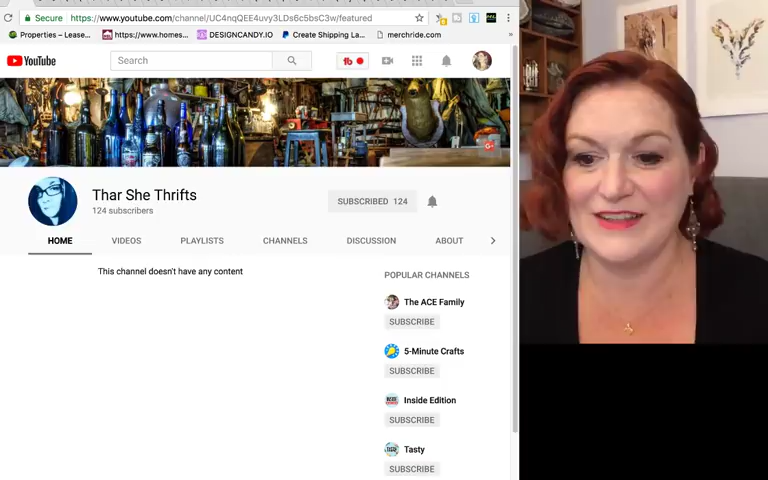 Secure https://www.youtube.com/channel/UC4nqQEE4uvy3LDs6c5bsC3w/featured
Properties – Lease...
https://www.homes...
DESIGNCANDY.IO
Create Shipping La...
merchride.com
YouTube
Search
Thar She Thrifts
124 subscribers
SUBSCRIBED 124
HOME
VIDEOS
PLAYLISTS
CHANNELS
DISCUSSION
ABOUT
This channel doesn't have any content
POPULAR CHANNELS
The ACE Family
SUBSCRIBE
5-Minute Crafts
SUBSCRIBE
Inside Edition
SUBSCRIBE
Tasty
SUBSCRIBE